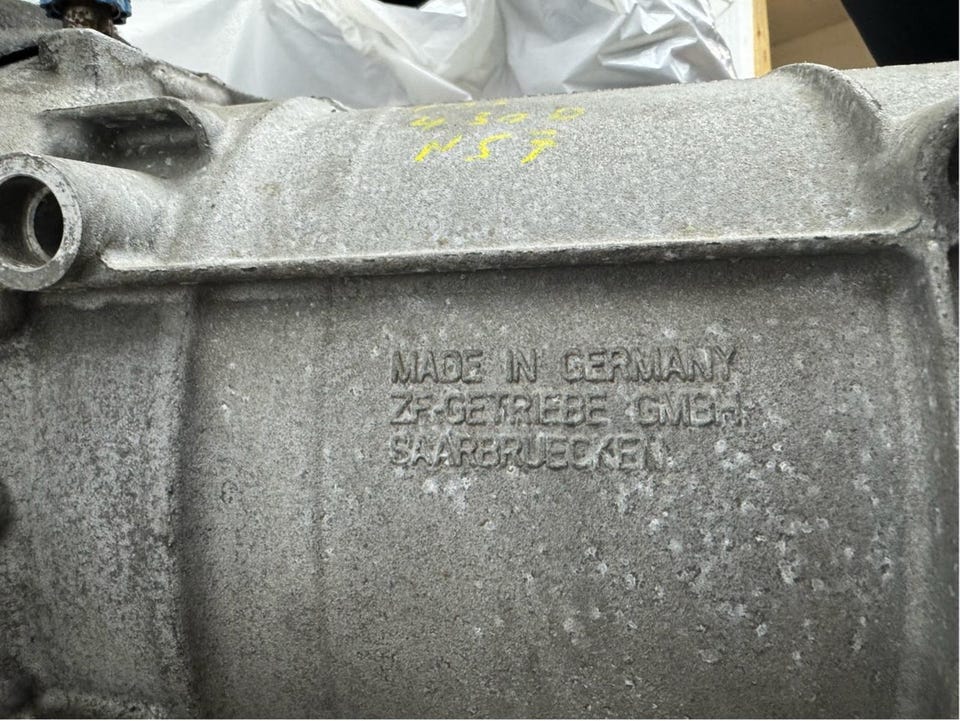 N57
MADE IN GERMANY
ZF-GETRIEBE GMBH
SAARBRUECKEN